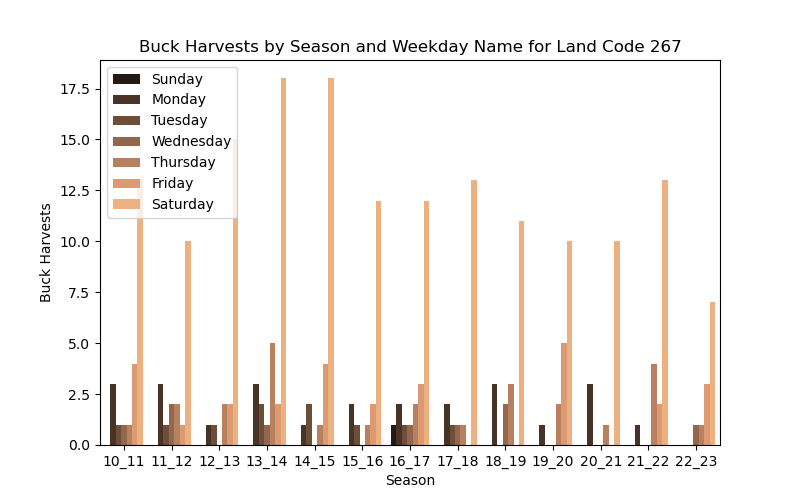 Buck Harvests by Season and Weekday Name for Land Code 267
Sunday
Monday
Tuesday
Wednesday
Thursday
Friday
Saturday
17.5
15.0
12.5
10.0
7.5
5.0
2.5
0.0
Buck Harvests
10_11 11_12 12_13 13_14 14_15 15_16 16_17 17_18 18_19 19_20 20_21 21_22 22_23
Season